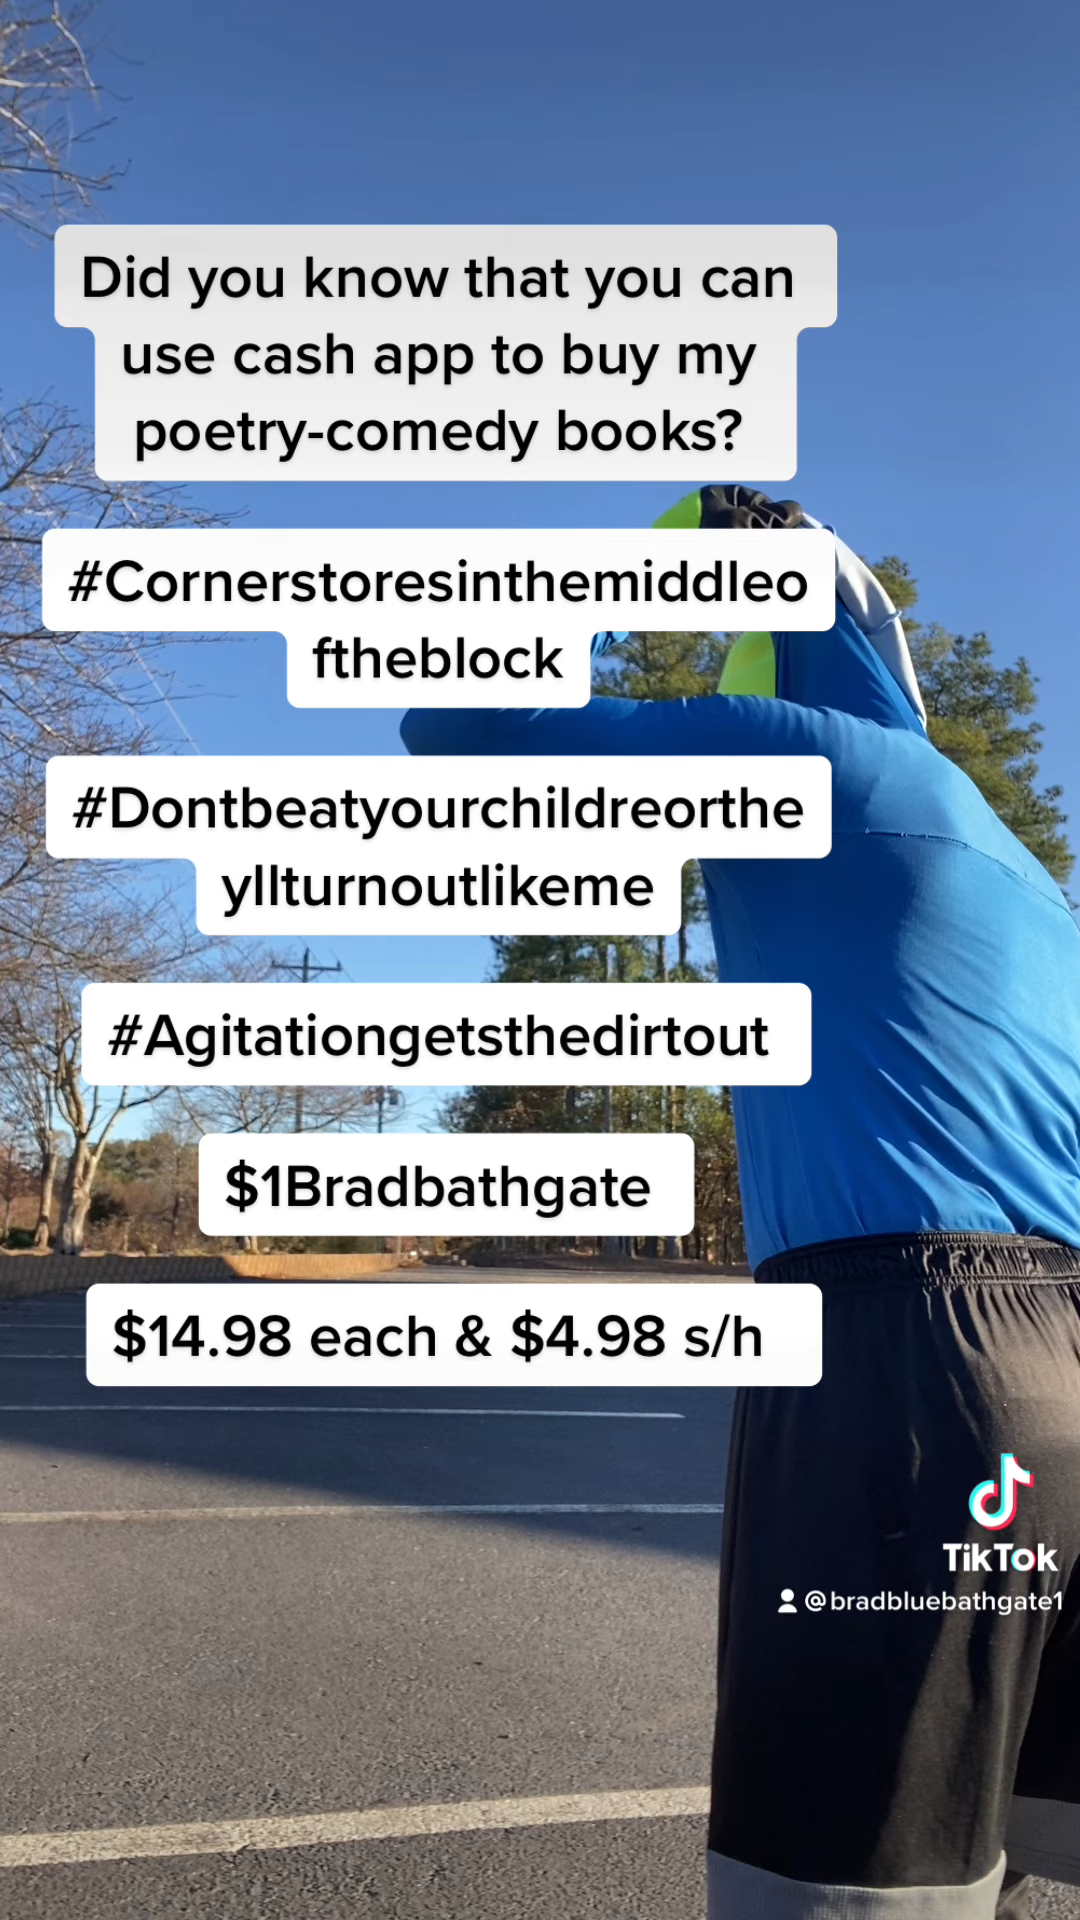 Did you know that you can
use cash app to buy my
poetry-comedy books?
#Cornerstoresinthemiddleo
ftheblock
#Dontbeatyourchildreorthe
yllturnoutlikeme
#Agitationgetsthedirtout
$1Bradbathgate
$14.98 each & $4.98 s/h
TikTok
@bradbluebathgate1